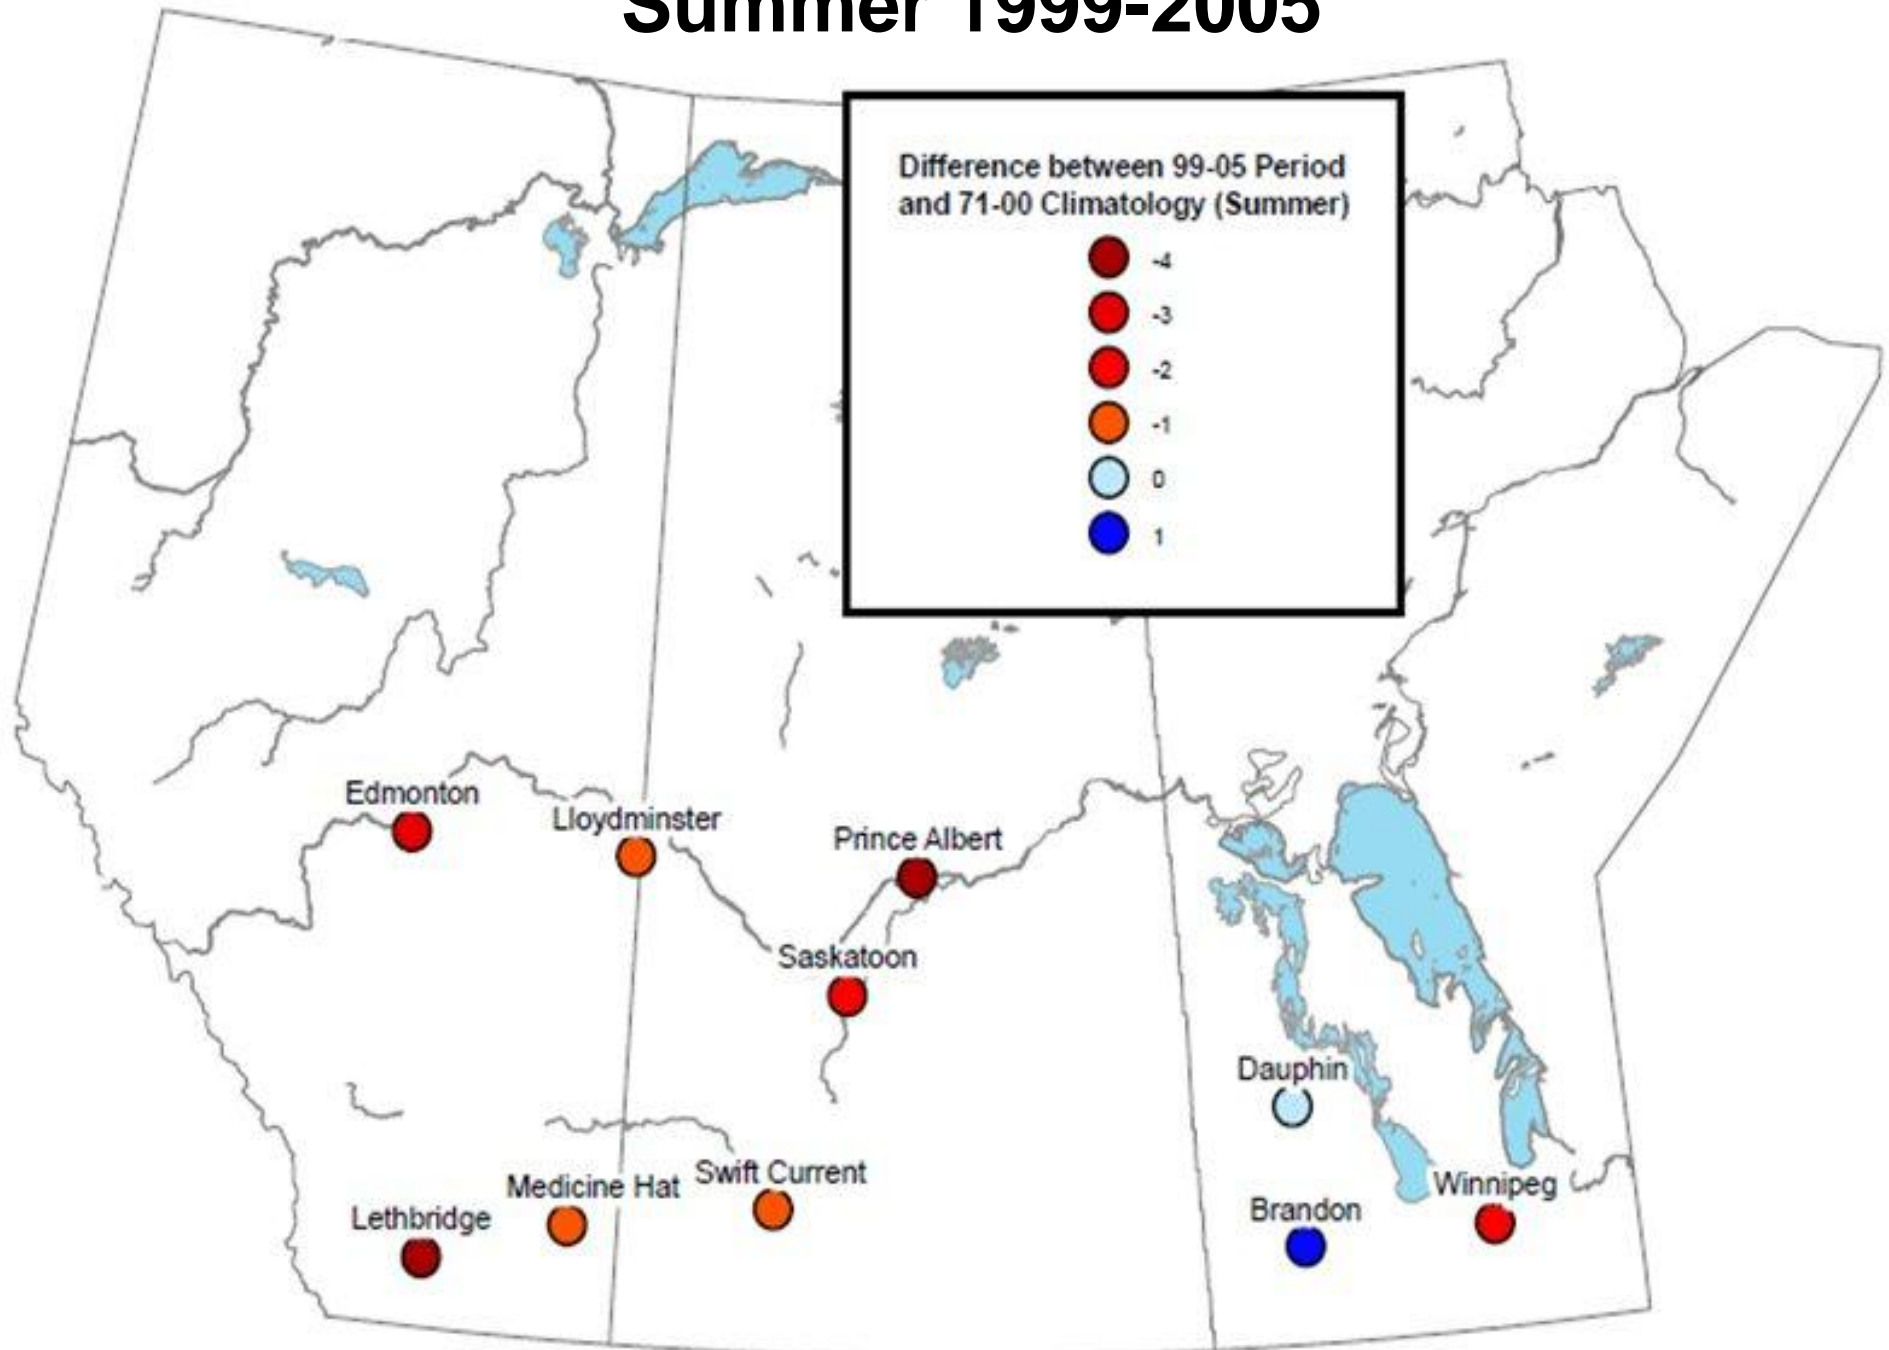 Summer 1999-2005
Difference between 99-05 Period
and 71-00 Climatology (Summer)
-4
-3
-2
-1
0
1
Edmonton
Lloydminster
Prince Albert
Saskatoon
Dauphin
Swift Current
Medicine Hat
Winnipeg
Lethbridge
Brandon